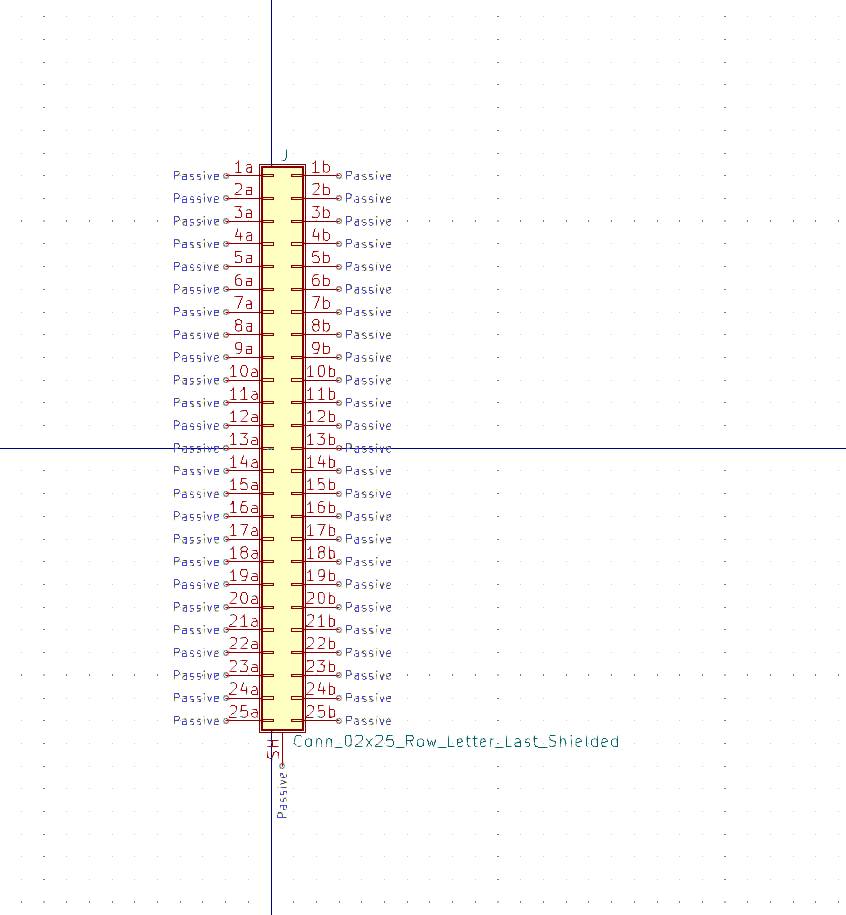 J
Passive 1a 1b Passive
Passive 2a 2b Passive
Passive 3a 3b Passive
Passive 4a 4b Passive
Passive 5a 5b Passive
Passive 6a 6b Passive
Passive 7a 7b Passive
Passive 8a 8b Passive
Passive 9a 9b Passive
Passive 10a 10b Passive
Passive 11a 11b Passive
Passive 12a 12b Passive
Passive 13a 13b Passive
Passive 14a 14b Passive
Passive 15a 15b Passive
Passive 16a 16b Passive
Passive 17a 17b Passive
Passive 18a 18b Passive
Passive 19a 19b Passive
Passive 20a 20b Passive
Passive 21a 21b Passive
Passive 22a 22b Passive
Passive 23a 23b Passive
Passive 24a 24b Passive
Passive 25a 25b Passive
SH Conn_02x25_Row_Letter_Last_Shielded
Passive